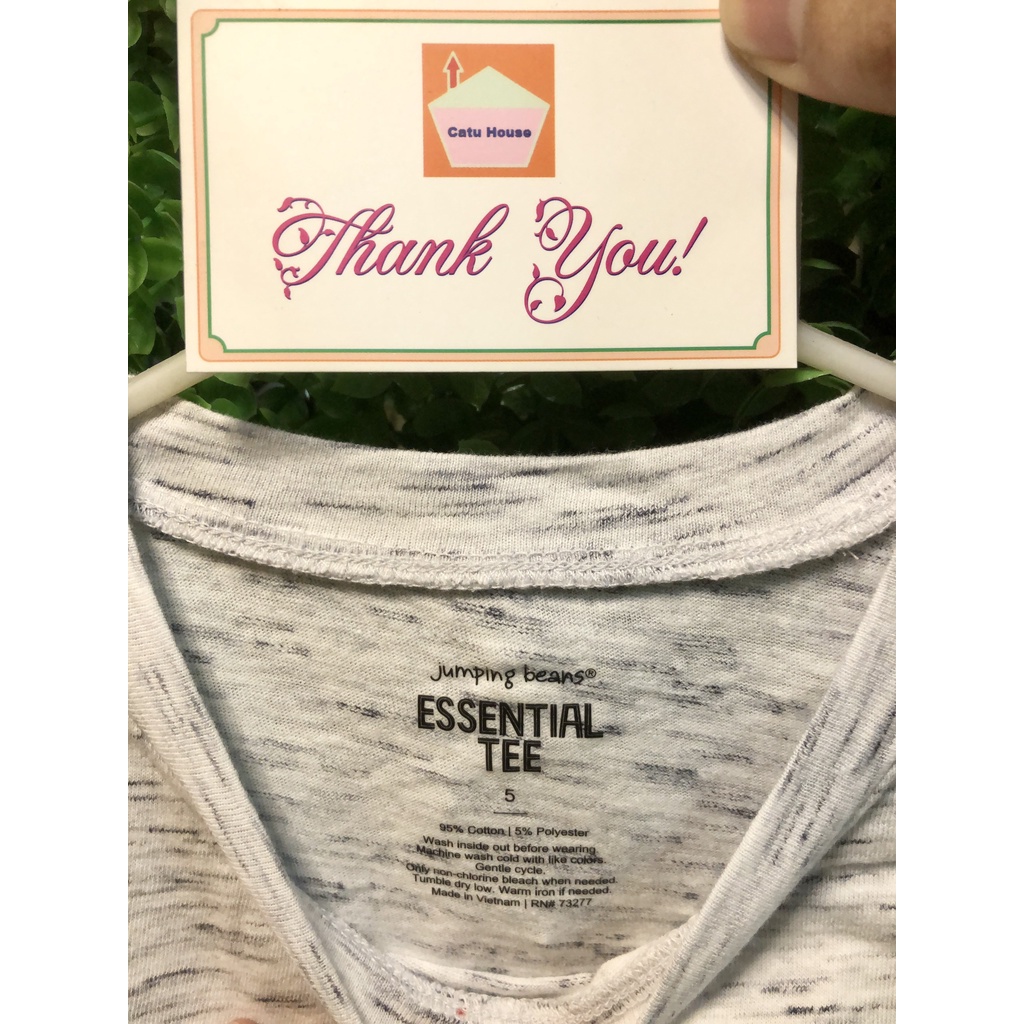 Catu House
Thank You!
jumping beans®
ESSENTIAL
TEE
5
95% Cotton | 5% Polyester
Wash inside out before wearing
Machine wash cold with like colors.
Gentle cycle.
Only non-chlorine bleach when needed.
Tumble dry low. Warm iron if needed.
Made in Vietnam | RN# 73277